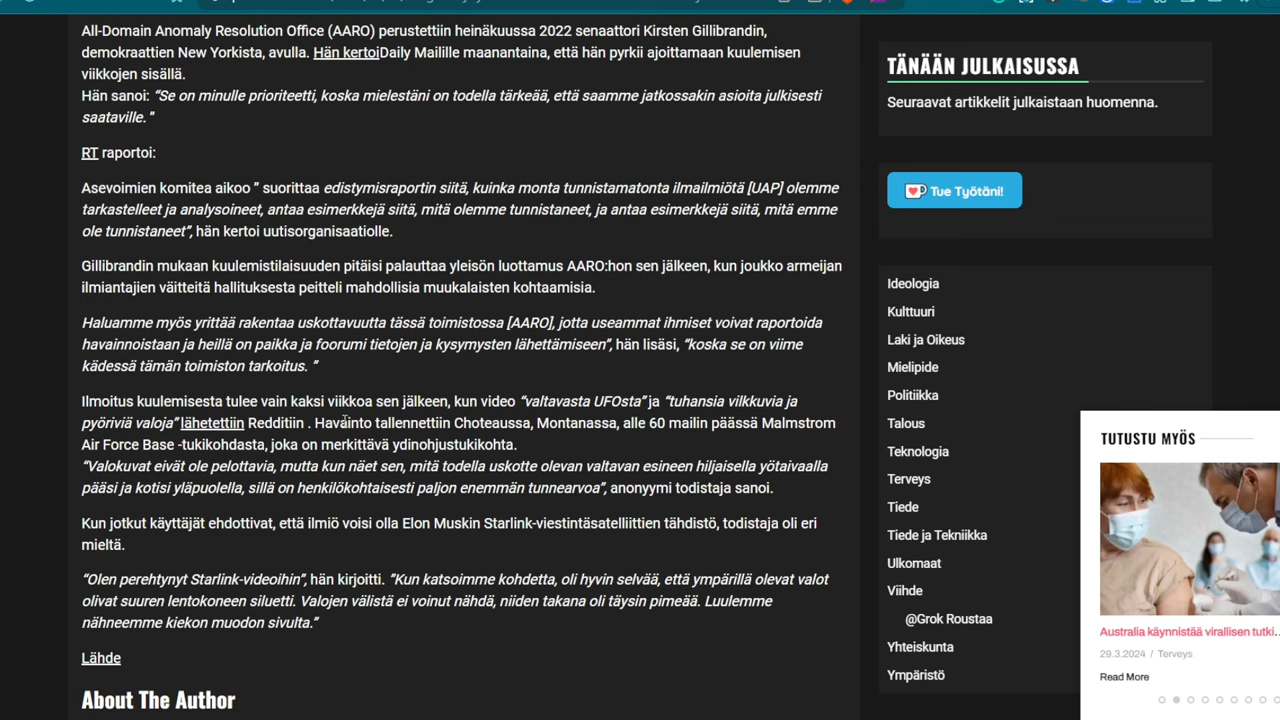 All-Domain Anomaly Resolution Office (AARO) perustettiin heinäkuussa 2022 senaattori Kirsten Gillibrandin,
demokraattien New Yorkista, avulla. Hän kertoiDaily Mailille maanantaina, että hän pyrkii ajoittamaan kuulemisen
viikkojen sisällä.
Hän sanoi: “Se on minulle prioriteetti, koska mielestäni on todella tärkeää, että saamme jatkossakin asioita julkisesti
saataville. ”
RT raportoi:
Asevoimien komitea aikoo ” suorittaa edistymisraportin siitä, kuinka monta tunnistamatonta ilmailmiötä [UAP] olemme
tarkastelleet ja analysoineet, antaa esimerkkejä siitä, mitä olemme tunnistaneet, ja antaa esimerkkejä siitä, mitä emme
ole tunnistaneet”, hän kertoi uutisorganisaatiolle.
Gillibrandin mukaan kuulemistilaisuuden pitäisi palauttaa yleisön luottamus AARO:hon sen jälkeen, kun joukko armeijan
ilmiantajien väitteitä hallituksesta peitteli mahdollisia muukalaisten kohtaamisia.
Haluamme myös yrittää rakentaa uskottavuutta tässä toimistossa [AARO], jotta useammat ihmiset voivat raportoida
havainnoistaan ja heillä on paikka ja foorumi tietojen ja kysymysten lähettämiseen”, hän lisäsi, “koska se on viime
kädessä tämän toimiston tarkoitus. ”
Ilmoitus kuulemisesta tulee vain kaksi viikkoa sen jälkeen, kun video “valtavasta UFOsta” ja “tuhansia vilkkuvia ja
pyöriviä valoja” lähetettiin Redditiin . Havainto tallennettiin Choteaussa, Montanassa, alle 60 mailin päässä Malmstrom
Air Force Base -tukikohdasta, joka on merkittävä ydinohjustukikohta.
“Valokuvat eivät ole pelottavia, mutta kun näet sen, mitä todella uskotte olevan valtavan esineen hiljaisella yötaivaalla
pääsi ja kotisi yläpuolella, sillä on henkilökohtaisesti paljon enemmän tunnearvoa”, anonyymi todistaja sanoi.
Kun jotkut käyttäjät ehdottivat, että ilmiö voisi olla Elon Muskin Starlink-viestintäsatelliittien tähdistö, todistaja oli eri
mieltä.
“Olen perehtynyt Starlink-videoihin”, hän kirjoitti. ”Kun katsoimme kohdetta, oli hyvin selvää, että ympärillä olevat valot
olivat suuren lentokoneen siluetti. Valojen välistä ei voinut nähdä, niiden takana oli täysin pimeää. Luulemme
nähneemme kiekon muodon sivulta.”
Lähde
About The Author
TÄNÄÄN JULKAISUSSA
Seuraavat artikkelit julkaistaan huomenna.
Tue Työtäni!
Ideologia
Kulttuuri
Laki ja Oikeus
Mielipide
Politiikka
Talous
Teknologia
Terveys
Tiede
Tiede ja Tekniikka
Ulkomaat
Viihde
@Grok Roustaa
Yhteiskunta
Ympäristö
TUTUSTU MYÖS
Australia käynnistää virallisen tutki...
29.3.2024 / Terveys
Read More